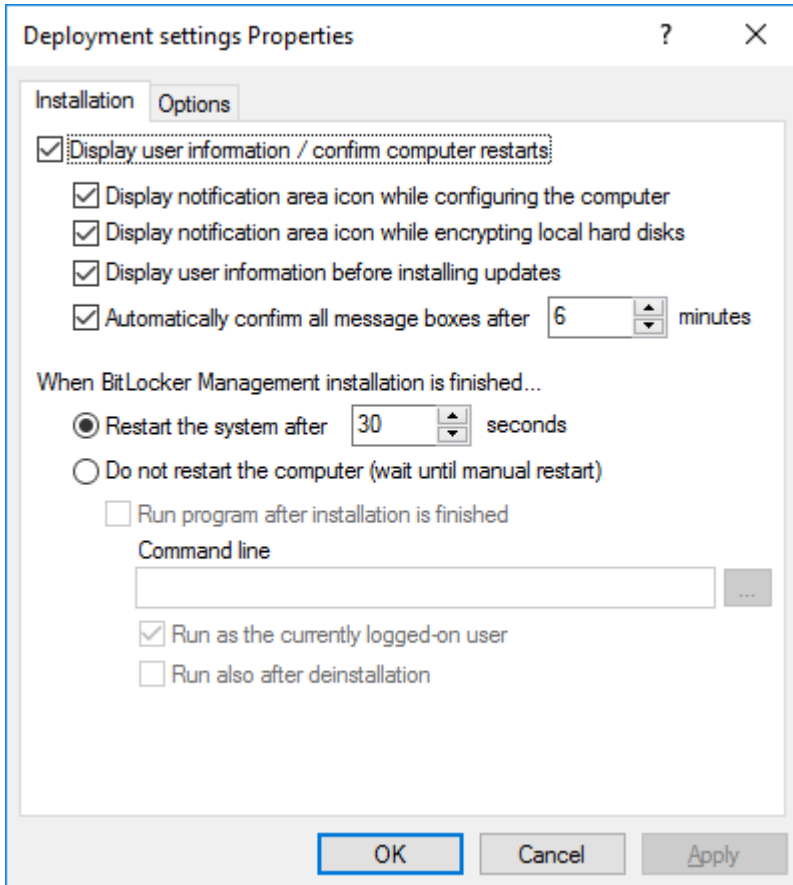 Deployment settings Properties ?
Installation Options
Display user information / confirm computer restarts
Display notification area icon while configuring the computer
Display notification area icon while encrypting local hard disks
Display user information before installing updates
Automatically confirm all message boxes after 6 minutes
When BitLocker Management installation is finished...
Restart the system after 30 seconds
Do not restart the computer (wait until manual restart)
Run program after installation is finished
Command line
...
Run as the currently logged-on user
Run also after deinstallation
OK Cancel Apply